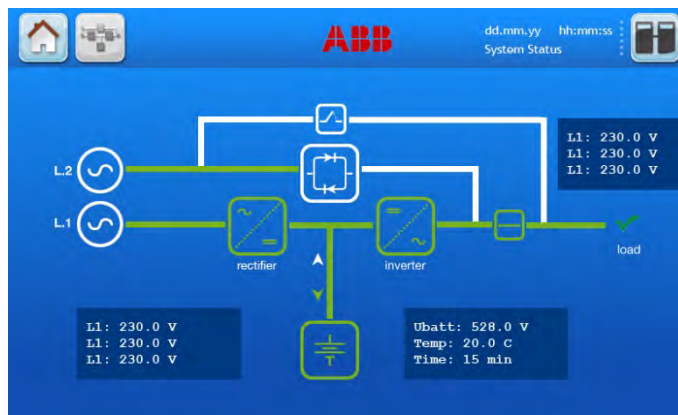 ABB
dd.mm.yy hh:mm:ss
System Status
L1: 230.0 V
L1: 230.0 V
L1: 230.0 V
L.2
L.1
rectifier
inverter
load
L1: 230.0 V
L1: 230.0 V
L1: 230.0 V
Ubatt: 528.0 V
Temp: 20.0 C
Time: 15 min